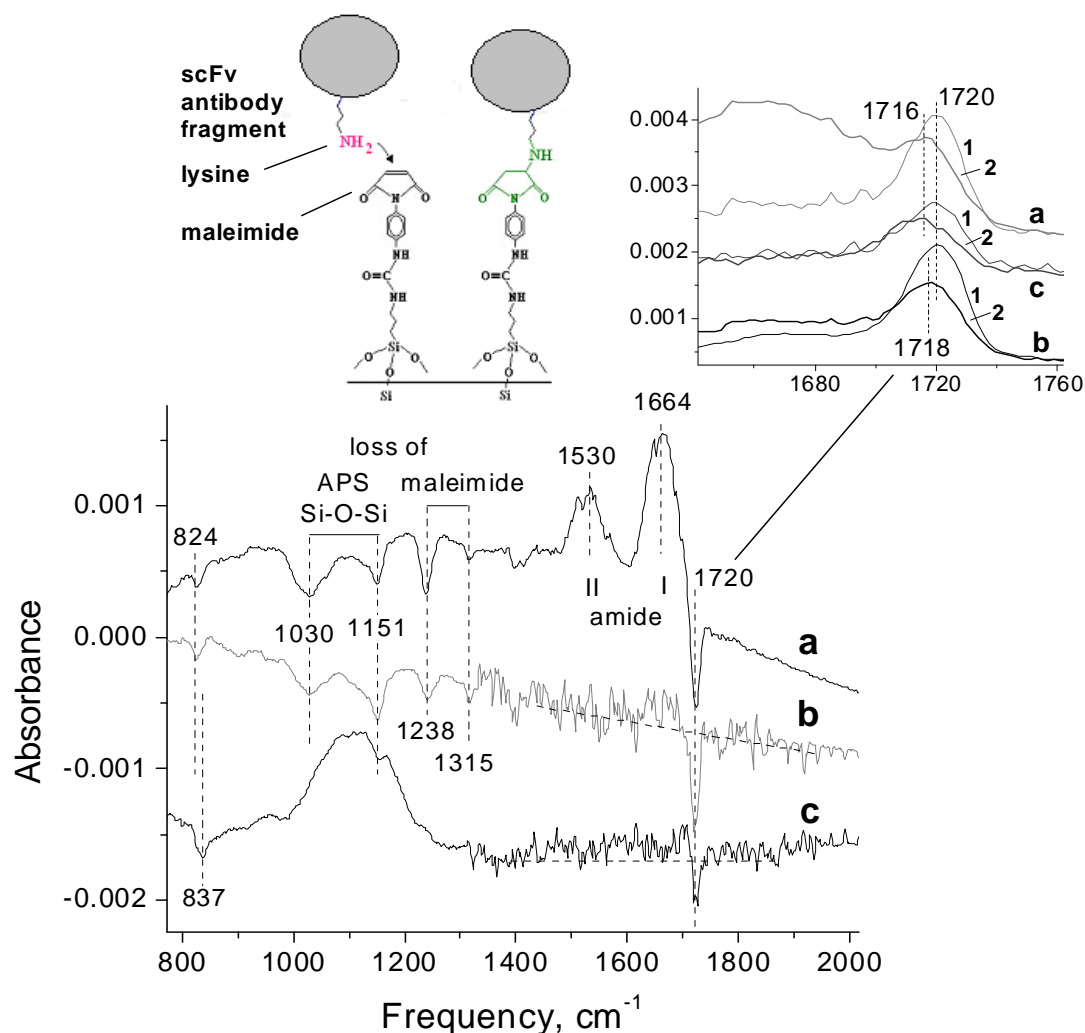 scFv
antibody
fragment
lysine
maleimide
NH2
O
O
N
NH
O
NH
Si
O
O
O
Si
NH
O
O
N
NH
O
NH
Si
O
O
O
Si
0.004
0.003
0.002
0.001
1716
1720
1
2
a
1
2
c
1
2
b
1718
1680
1720
1760
loss of
APS
Si-O-Si
maleimide
1530
1664
824
II
I
amide
1720
1030
1151
1238
1315
837
a
b
c
0.001
0.000
-0.001
-0.002
Absorbance
800
1000
1200
1400
1600
1800
2000
Frequency, cm-1